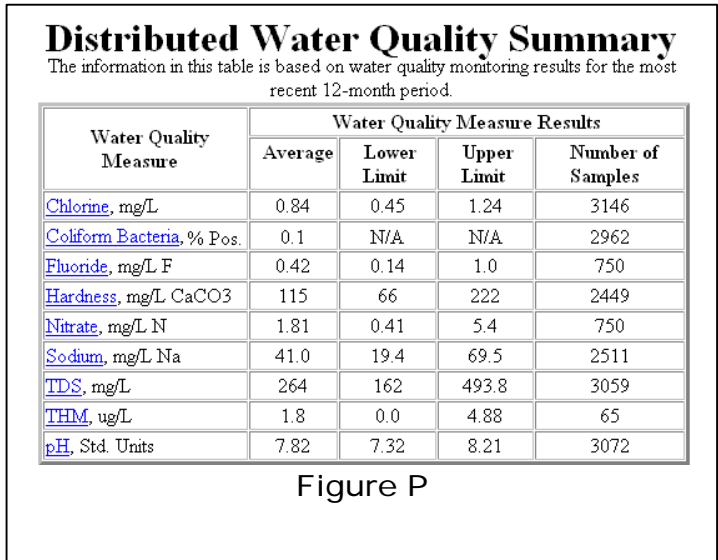 Distributed Water Quality Summary
The information in this table is based on water quality monitoring results for the most
recent 12-month period.
Water Quality Measure Water Quality Measure Results
Average Lower Limit Upper Limit Number of Samples
Chlorine, mg/L 0.84 0.45 1.24 3146
Coliform Bacteria, % Pos. 0.1 N/A N/A 2962
Fluoride, mg/L F 0.42 0.14 1.0 750
Hardness, mg/L CaCO3 115 66 222 2449
Nitrate, mg/L N 1.81 0.41 5.4 750
Sodium, mg/L Na 41.0 19.4 69.5 2511
TDS, mg/L 264 162 493.8 3059
THM, ug/L 1.8 0.0 4.88 65
pH, Std. Units 7.82 7.32 8.21 3072
Figure P